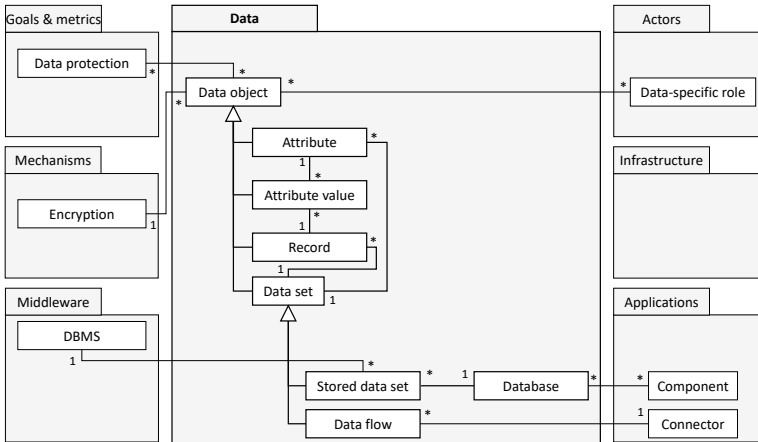 Goals & metrics
Data
Actors
Data protection
*
*
Data object
*
*
*
Data-specific role
Mechanisms
Infrastructure
Attribute
*
1
*
Attribute value
*
1
Encryption
1
Record
*
1
Data set
1
Middleware
Applications
DBMS
1
*
Stored data set
*
1
Database
*
*
Component
Data flow
*
1
Connector